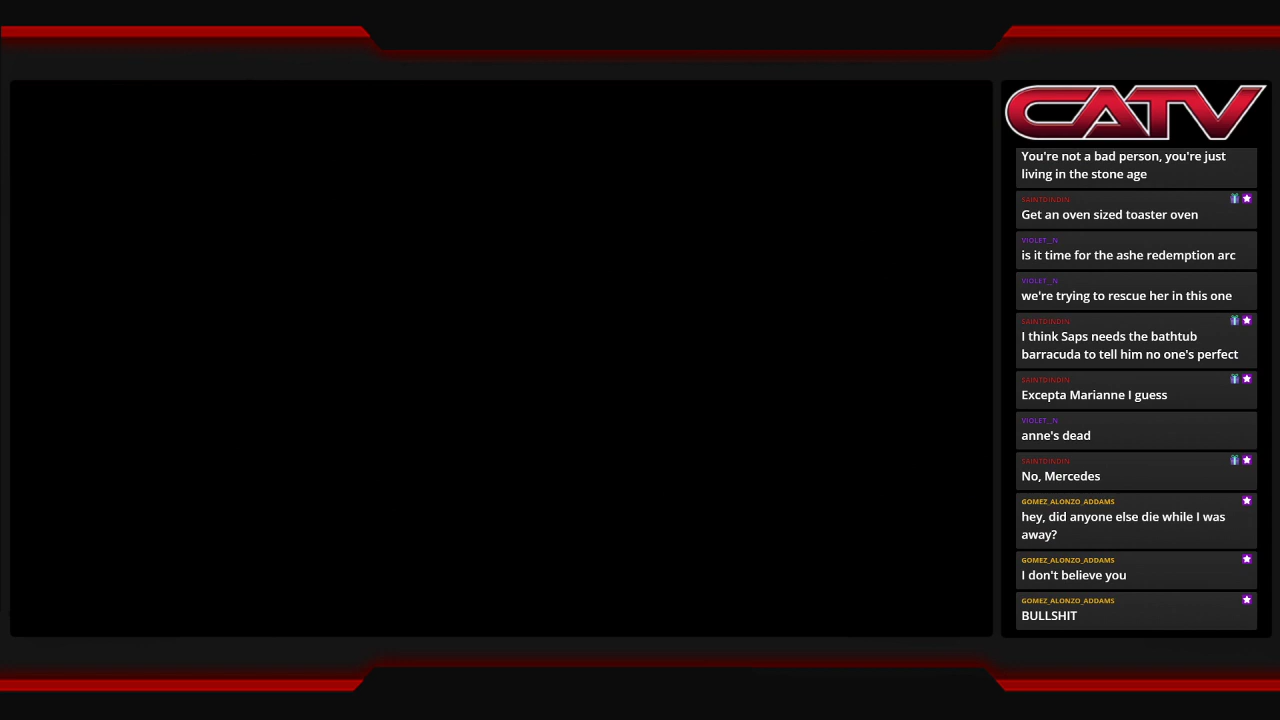 CATV
You're not a bad person, you're just
living in the stone age
SAINTDINDIN
Get an oven sized toaster oven
VIOLET__N
is it time for the ashe redemption arc
VIOLET__N
we're trying to rescue her in this one
SAINTDINDIN
I think Saps needs the bathtub
barracuda to tell him no one's perfect
SAINTDINDIN
Excepta Marianne I guess
VIOLET__N
anne's dead
SAINTDINDIN
No, Mercedes
GOMEZ_ALONZO_ADDAMS
hey, did anyone else die while I was
away?
GOMEZ_ALONZO_ADDAMS
I don't believe you
GOMEZ_ALONZO_ADDAMS
BULLSHIT